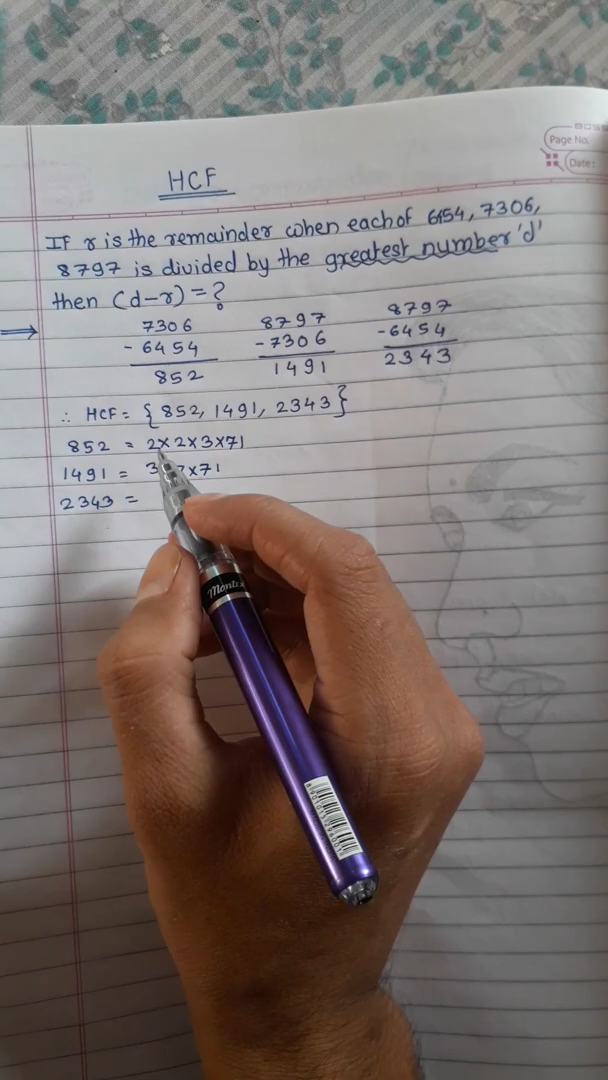 Page No.
Date:
HCF
If r is the remainder when each of 6454, 7306,
8797 is divided by the greatest number 'd'
then (d-r) = ?
7306 8797 8797
- 6454 - 7306 - 6454
852 1491 2343
∴ HCF = {852, 1491, 2343}
852 = 2×2×3×71
1491 = 3 ×71
2343 =
Montex